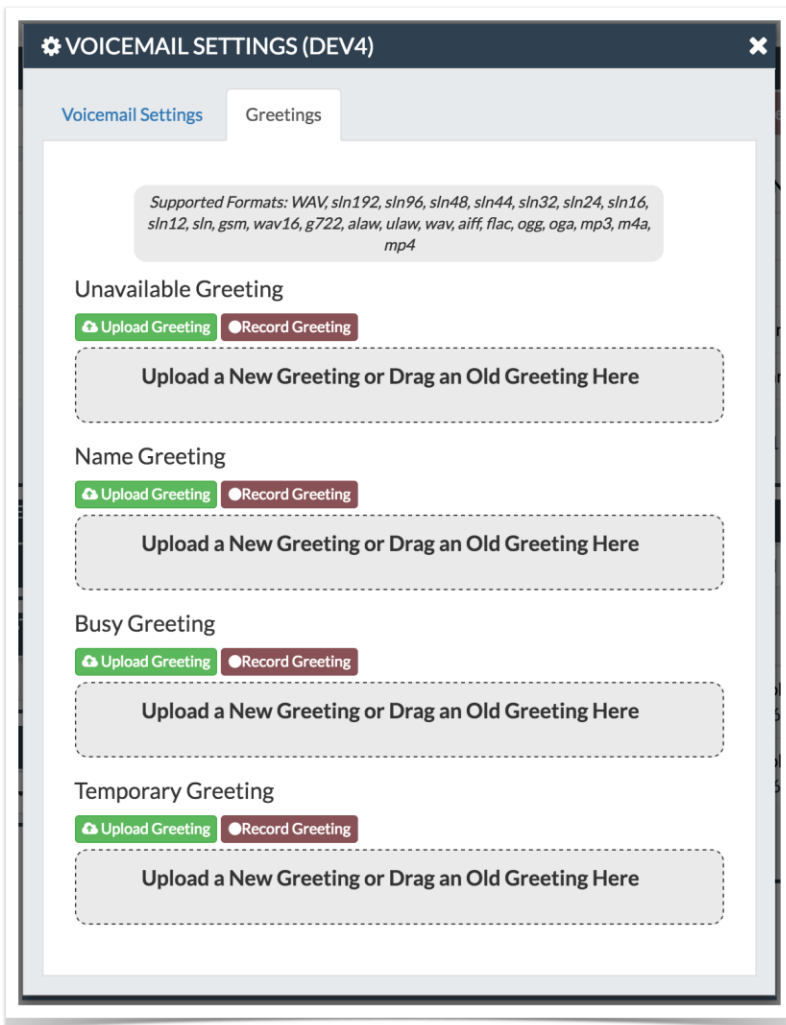 VOICEMAIL SETTINGS (DEV4)
Voicemail Settings
Greetings
Supported Formats: WAV, sln192, sln96, sln48, sln44, sln32, sln24, sln16,
sln12, sln, gsm, wav16, g722, alaw, ulaw, wav, aiff, flac, ogg, oga, mp3, m4a,
mp4
Unavailable Greeting
Upload Greeting
Record Greeting
Upload a New Greeting or Drag an Old Greeting Here
Name Greeting
Upload Greeting
Record Greeting
Upload a New Greeting or Drag an Old Greeting Here
Busy Greeting
Upload Greeting
Record Greeting
Upload a New Greeting or Drag an Old Greeting Here
Temporary Greeting
Upload Greeting
Record Greeting
Upload a New Greeting or Drag an Old Greeting Here